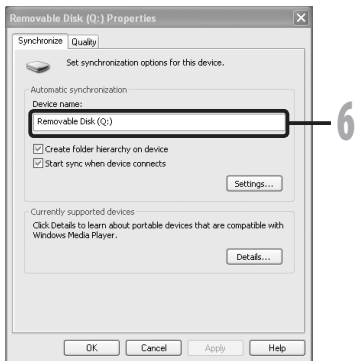 Removable Disk (Q:) Properties
Synchronize Quality
Set synchronization options for this device.
Automatic synchronization
Device name:
Removable Disk (Q:)
Create folder hierarchy on device
Start sync when device connects
Settings...
Currently supported devices
Click Details to learn about portable devices that are compatible with
Windows Media Player.
Details...
OK Cancel Apply Help
6